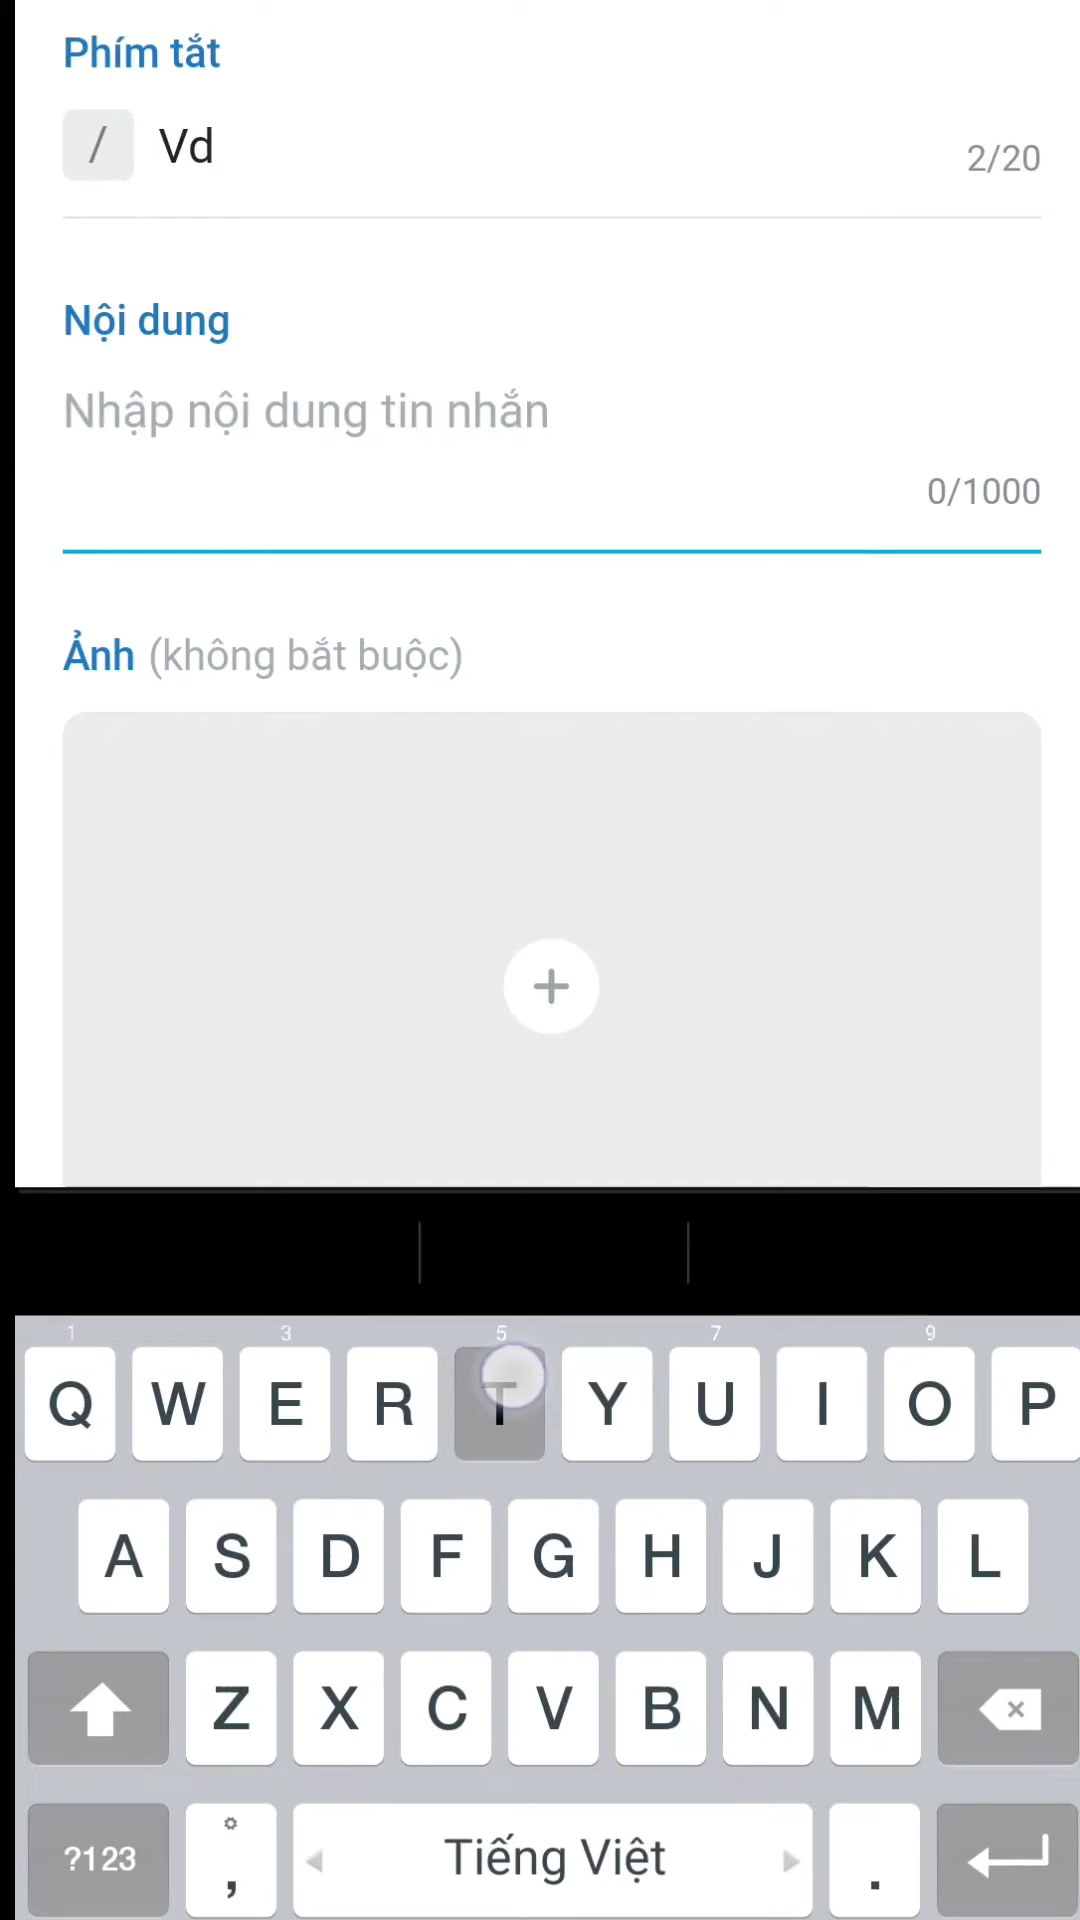 Phím tắt
/ Vd 2/20
Nội dung
Nhập nội dung tin nhắn
0/1000
Ảnh (không bắt buộc)
+
1 3 5 7 9
Q W E R T Y U I O P
A S D F G H J K L
Z X C V B N M
?123 , Tiếng Việt .